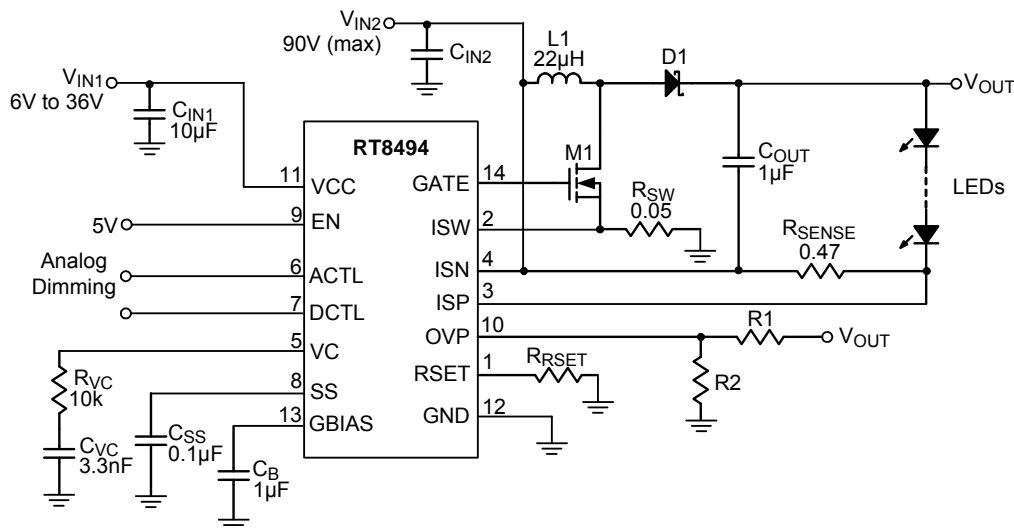 VIN2
90V (max)
CIN2
L1
22µH
D1
VOUT
VIN1
6V to 36V
CIN1
10µF
RT8494
M1
COUT
1µF
LEDs
11
VCC
GATE
14
RSW
0.05
5V
9
EN
ISW
2
RSENSE
0.47
Analog
Dimming
6
ACTL
ISN
4
7
DCTL
ISP
3
5
VC
OVP
10
R1
VOUT
RVC
10k
8
SS
RSET
1
RRSET
R2
13
GBIAS
GND
12
CVC
3.3nF
CSS
0.1µF
CB
1µF